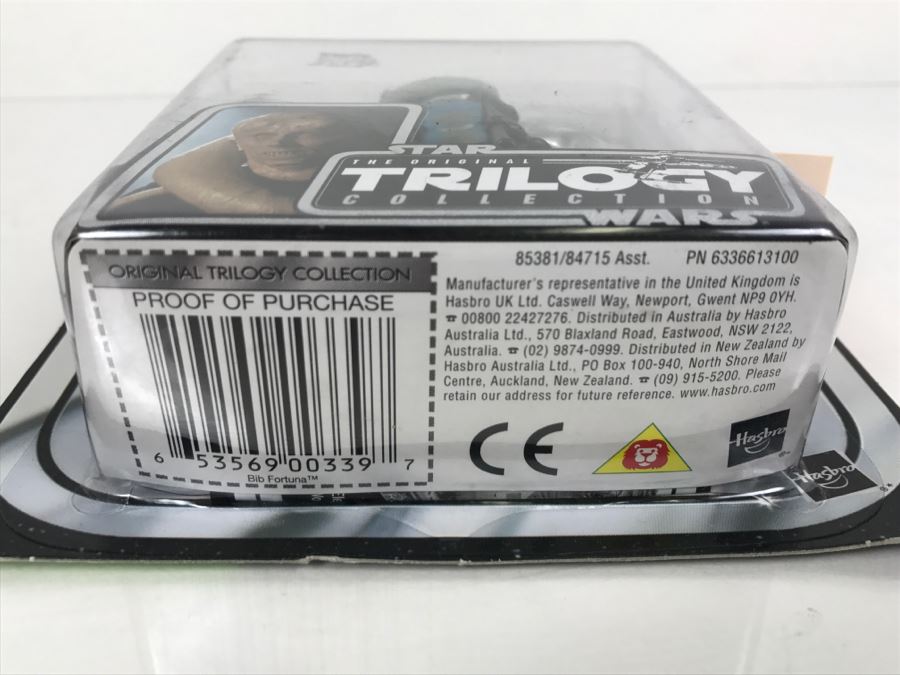 STAR
THE ORIGINAL
TRILOGY
COLLECTION
WARS
ORIGINAL TRILOGY COLLECTION
PROOF OF PURCHASE
6 53569 00339 7
Bib Fortuna™
85381/84715 Asst. PN 6336613100
Manufacturer's representative in the United Kingdom is
Hasbro UK Ltd. Caswell Way, Newport, Gwent NP9 0YH.
☎ 00800 22427276. Distributed in Australia by Hasbro
Australia Ltd., 570 Blaxland Road, Eastwood, NSW 2122,
Australia. ☎ (02) 9874-0999. Distributed in New Zealand by
Hasbro Australia Ltd., PO Box 100-940, North Shore Mail
Centre, Auckland, New Zealand. ☎ (09) 915-5200. Please
retain our address for future reference. www.hasbro.com
CE
Hasbro
Hasbro